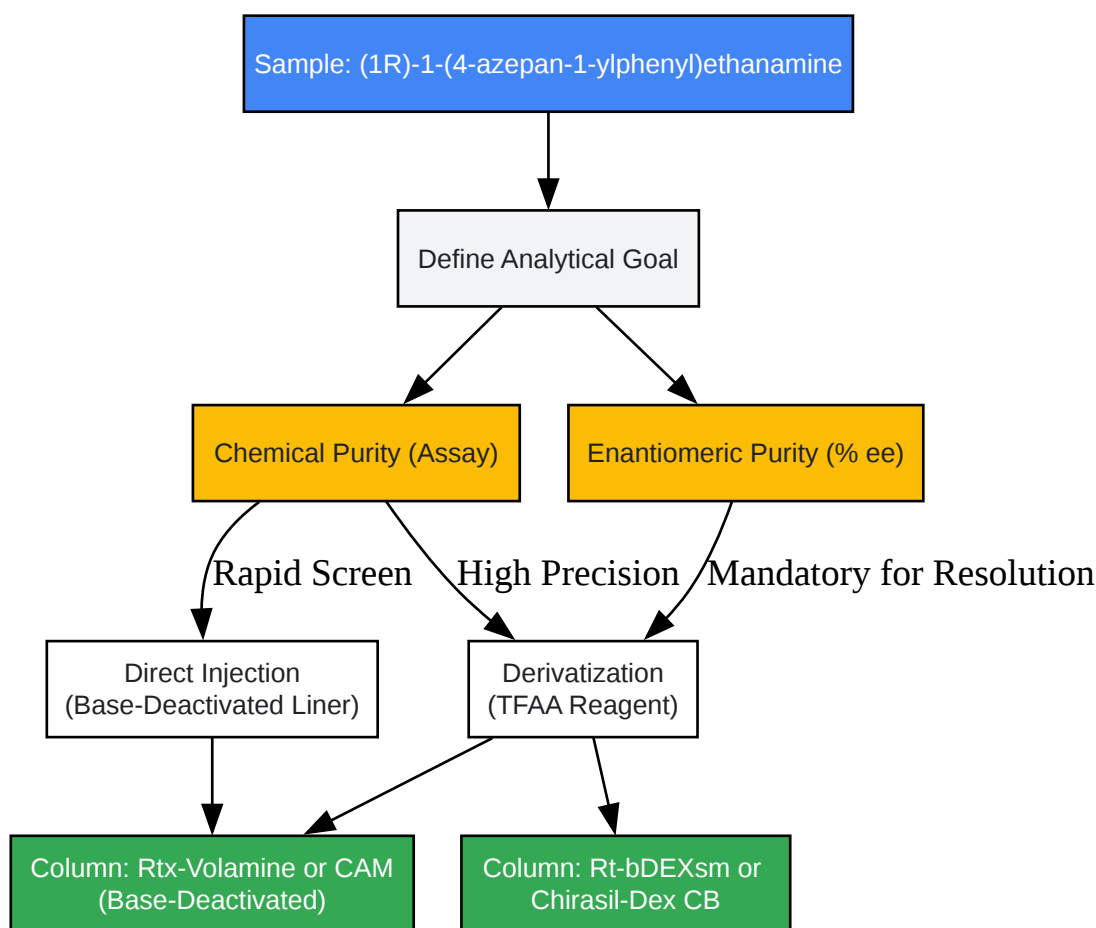 Sample: (1R)-1-(4-azepan-1-ylphenyl)ethanamine
Define Analytical Goal
Chemical Purity (Assay)
Enantiomeric Purity (% ee)
Rapid Screen
High Precision
Mandatory for Resolution
Direct Injection
(Base-Deactivated Liner)
Derivatization
(TFAA Reagent)
Column: Rtx-Volamine or CAM
(Base-Deactivated)
Column: Rt-bDEXsm or
Chirasil-Dex CB